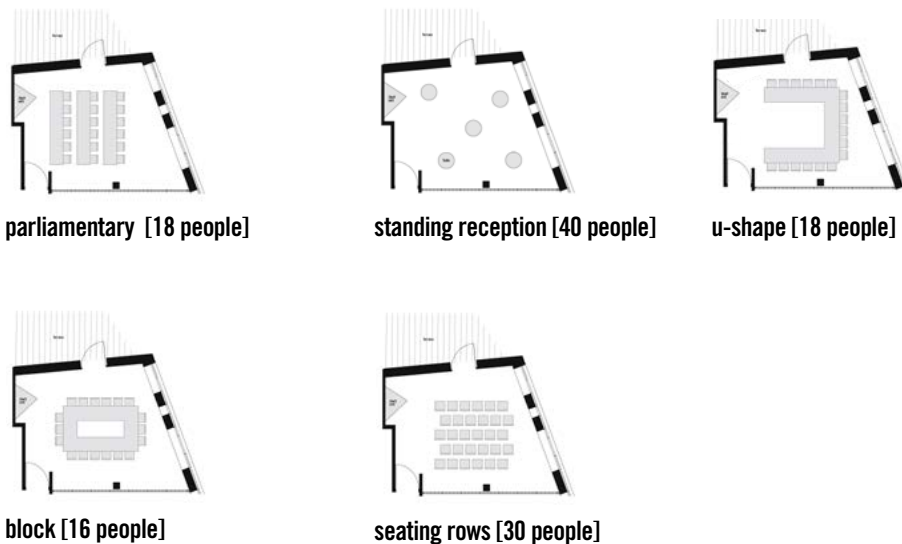 parliamentary [18 people]
standing reception [40 people]
u-shape [18 people]
block [16 people]
seating rows [30 people]